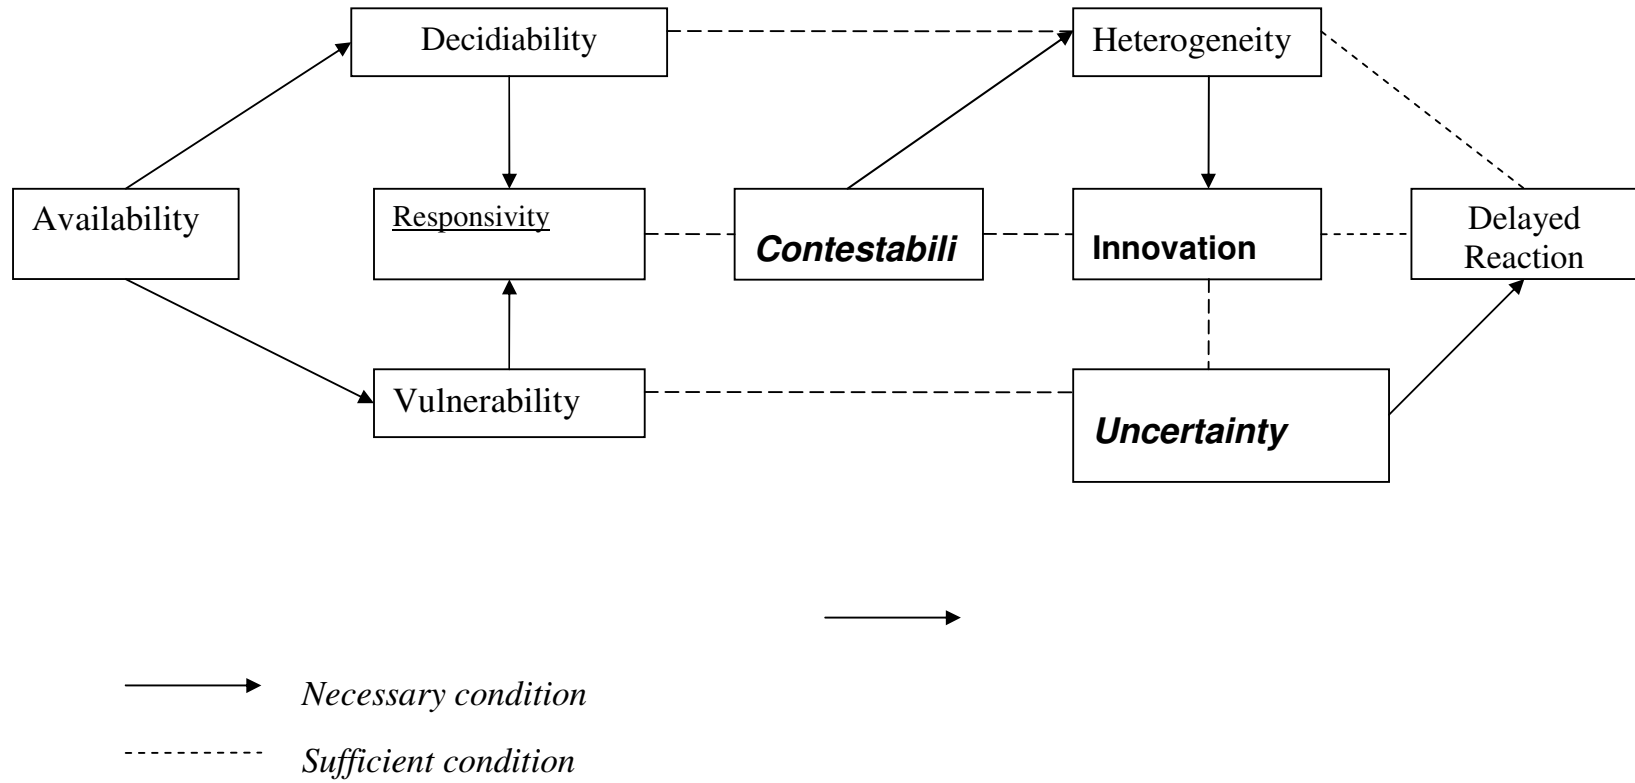 Decidiability
Heterogeneity
Availability
Responsivity
Contestabili
Innovation
Delayed
Reaction
Vulnerability
Uncertainty
Necessary condition
Sufficient condition